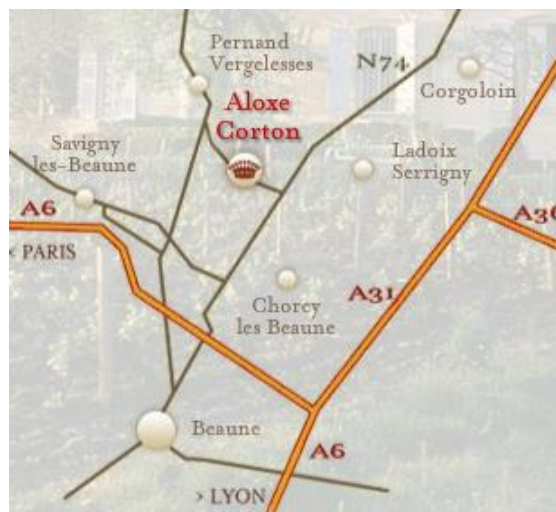 Pernand
Vergelesses
N74
Corgoloin
Aloxe
Corton
Savigny
les-Beaune
Ladoix
Serrigny
A6
A36
‹ PARIS
A31
Chorey
les Beaune
Beaune
A6
› LYON